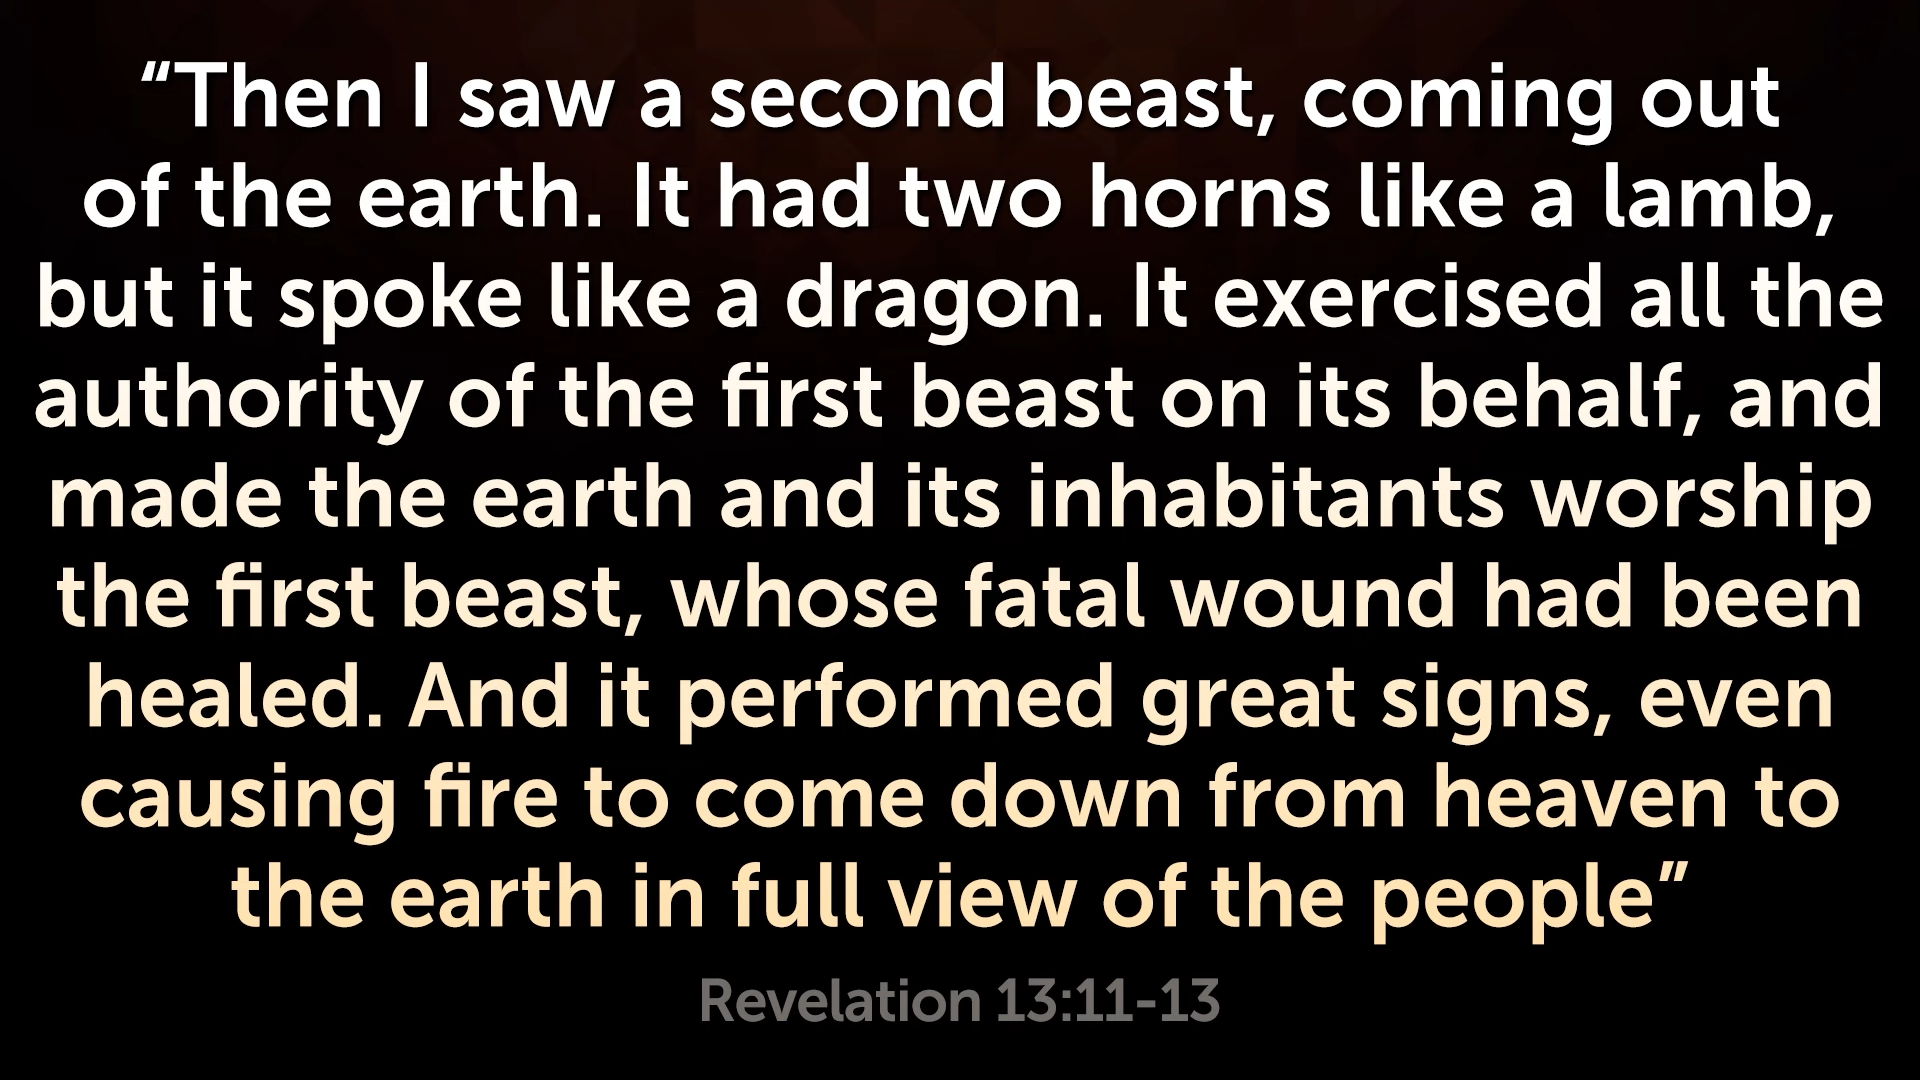 “Then I saw a second beast, coming out
of the earth. It had two horns like a lamb,
but it spoke like a dragon. It exercised all the
authority of the first beast on its behalf, and
made the earth and its inhabitants worship
the first beast, whose fatal wound had been
healed. And it performed great signs, even
causing fire to come down from heaven to
the earth in full view of the people”
Revelation 13:11-13